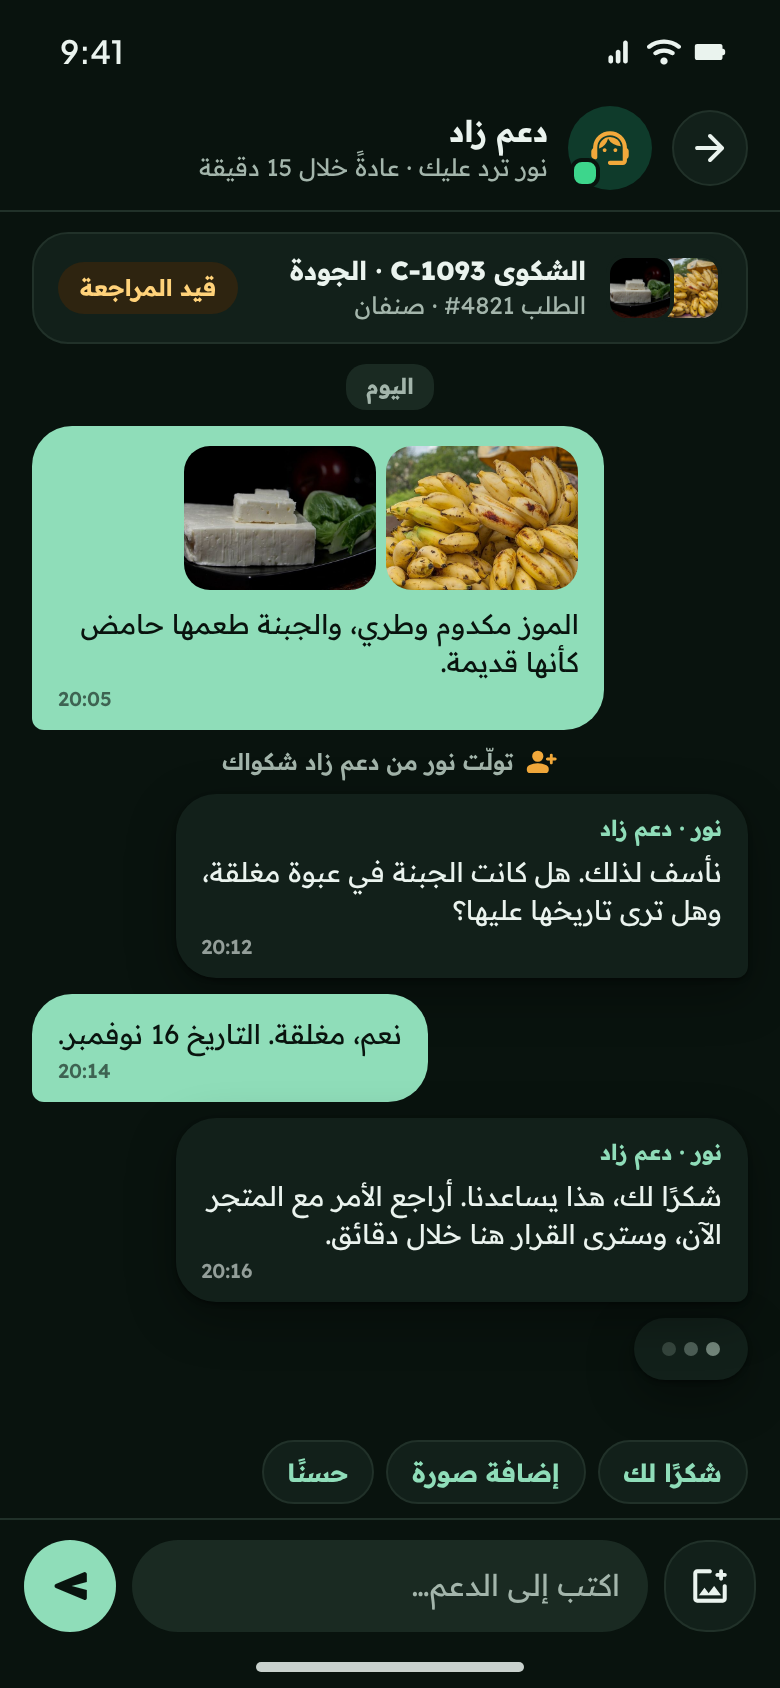 9:41
دعم زاد
نور ترد عليك · عادةً خلال 15 دقيقة
الشكوى C-1093 · الجودة
الطلب #4821 · صنفان
قيد المراجعة
اليوم
الموز مكدوم وطري، والجبنة طعمها حامض
كأنها قديمة.
20:05
تولّت نور من دعم زاد شكواك
نور · دعم زاد
نأسف لذلك. هل كانت الجبنة في عبوة مغلقة،
وهل ترى تاريخها عليها؟
20:12
نعم، مغلقة. التاريخ 16 نوفمبر.
20:14
نور · دعم زاد
شكرًا لك، هذا يساعدنا. أراجع الأمر مع المتجر
الآن، وسترى القرار هنا خلال دقائق.
20:16
شكرًا لك
إضافة صورة
حسنًا
اكتب إلى الدعم...